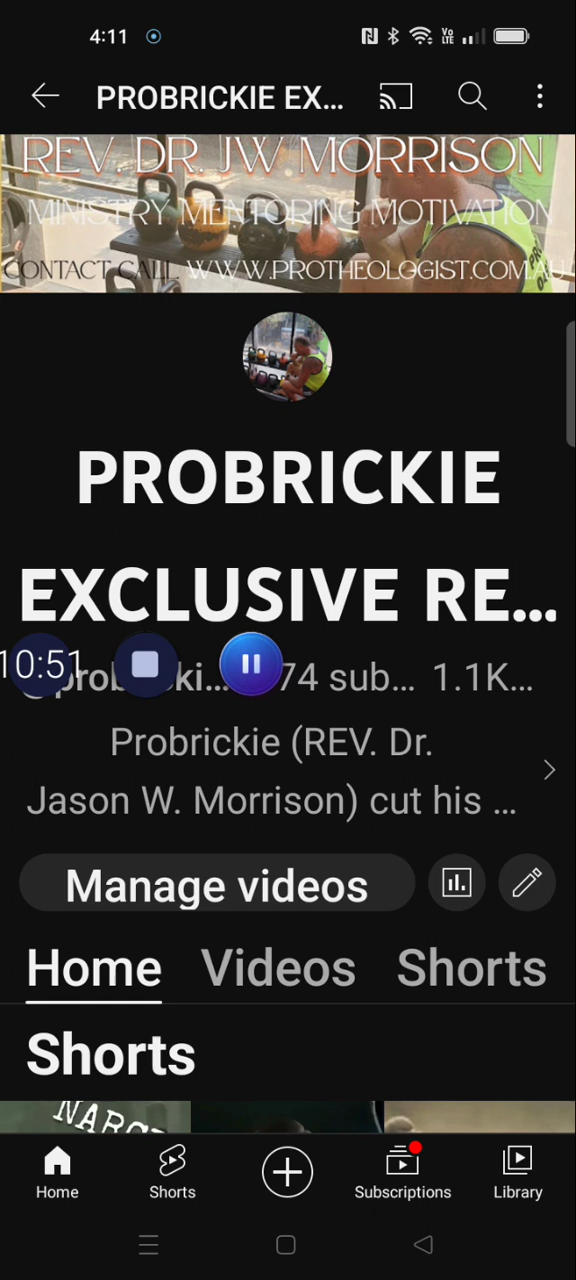 4:11
Vo
LTE
PROBRICKIE EX...
REV. DR. JW MORRISON
MINISTRY MENTORING MOTIVATION
CONTACT CALL WWW.PROTHEOLOGIST.COM.AU
PROBRICKIE
EXCLUSIVE RE...
10:51
74 sub... 1.1K...
Probrickie (REV. Dr.
Jason W. Morrison) cut his ...
Manage videos
Home Videos Shorts
Shorts
Home Shorts Subscriptions Library